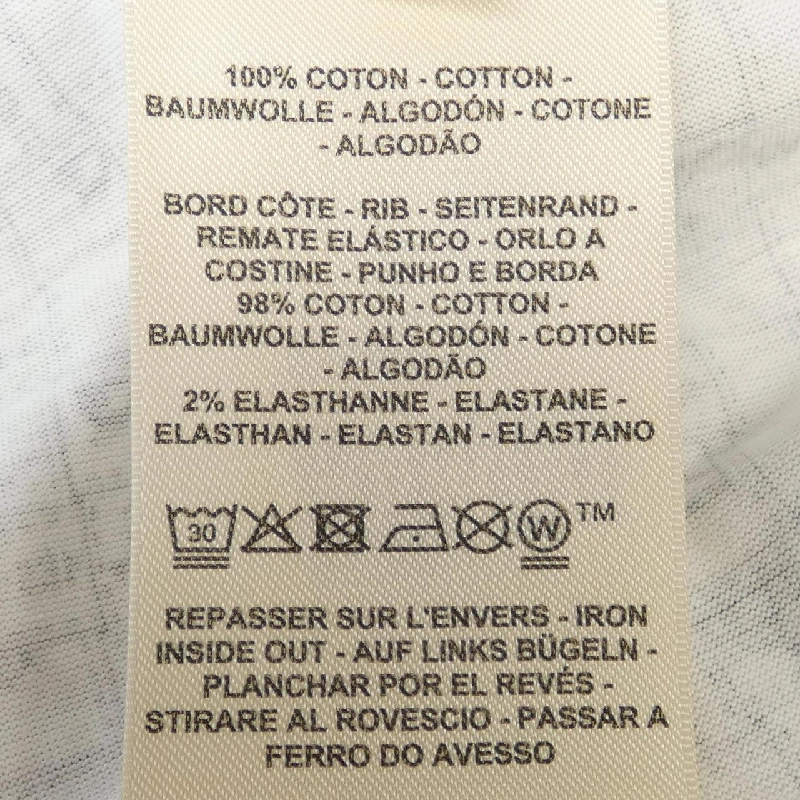 100% COTON - COTTON -
BAUMWOLLE - ALGODÓN - COTONE
- ALGODÃO
BORD CÔTE - RIB - SEITENRAND -
REMATE ELÁSTICO - ORLO A
COSTINE - PUNHO E BORDA
98% COTON - COTTON -
BAUMWOLLE - ALGODÓN - COTONE
- ALGODÃO
2% ELASTHANNE - ELASTANE -
ELASTHAN - ELASTAN - ELASTANO
30 W TM
REPASSER SUR L'ENVERS - IRON
INSIDE OUT - AUF LINKS BÜGELN -
PLANCHAR POR EL REVÉS -
STIRARE AL ROVESCIO - PASSAR A
FERRO DO AVESSO